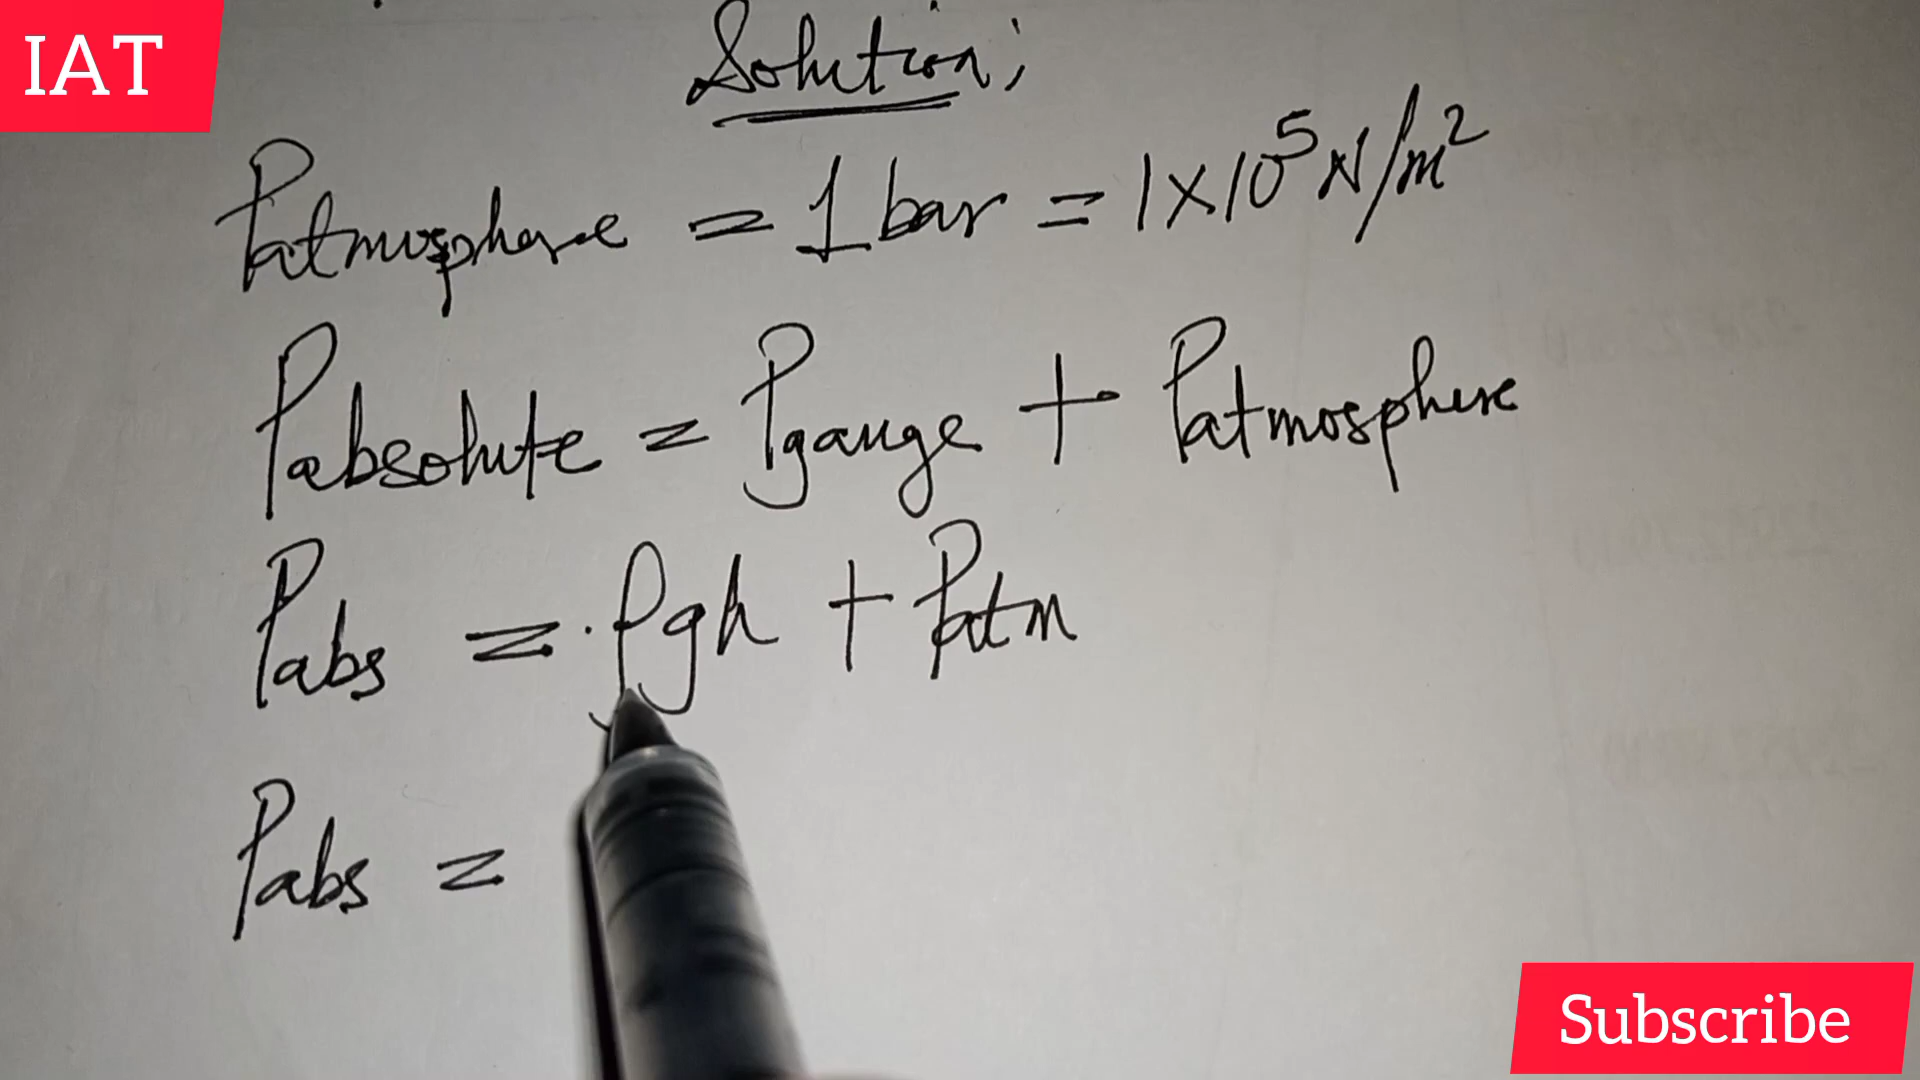 IAT
Solution;
Patmosphere = 1 bar = 1×10⁵ N/m²
Pabsolute = Pgauge + Patmosphere
Pabs = ρgh + Patm
Pabs =
Subscribe